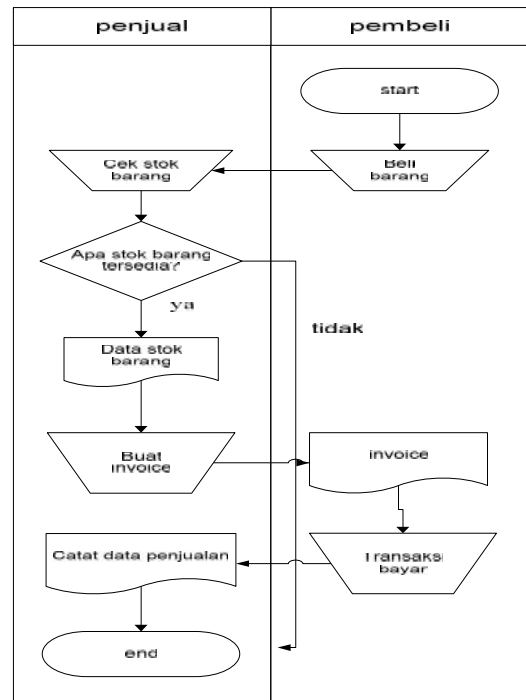 penjual
pembeli
start
Cek stok
barang
Beli
barang
Apa stok barang
tersedia?
ya
tidak
Data stok
barang
Buat
invoice
invoice
Catat data penjualan
Transaksi
bayar
end